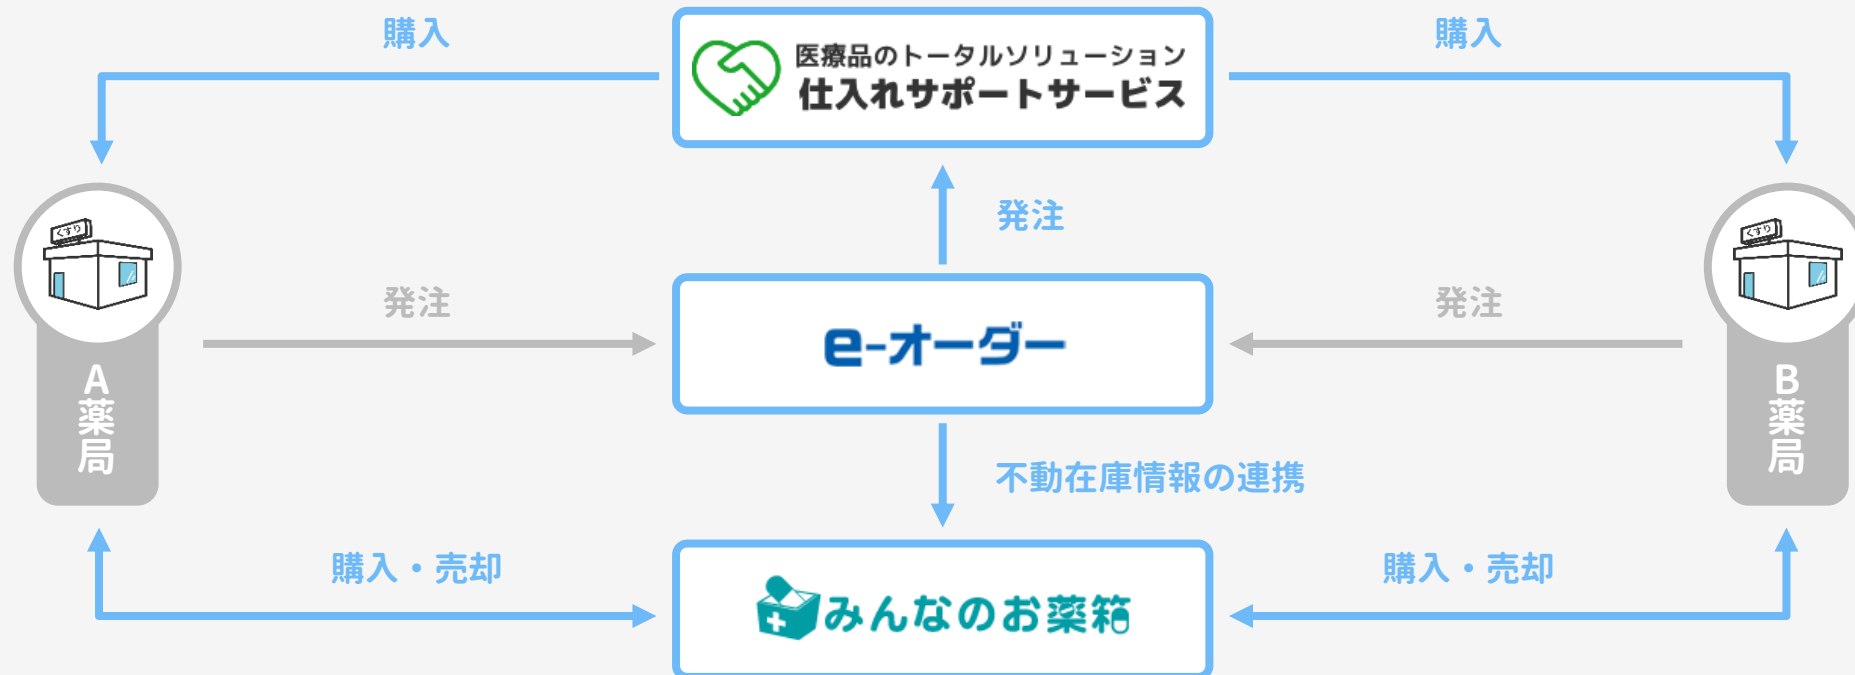 購入
医療品のトータルソリューション
仕入れサポートサービス
購入
くすり
発注
くすり
発注
e-オーダー
発注
A薬局
B薬局
不動在庫情報の連携
購入・売却
みんなのお薬箱
購入・売却